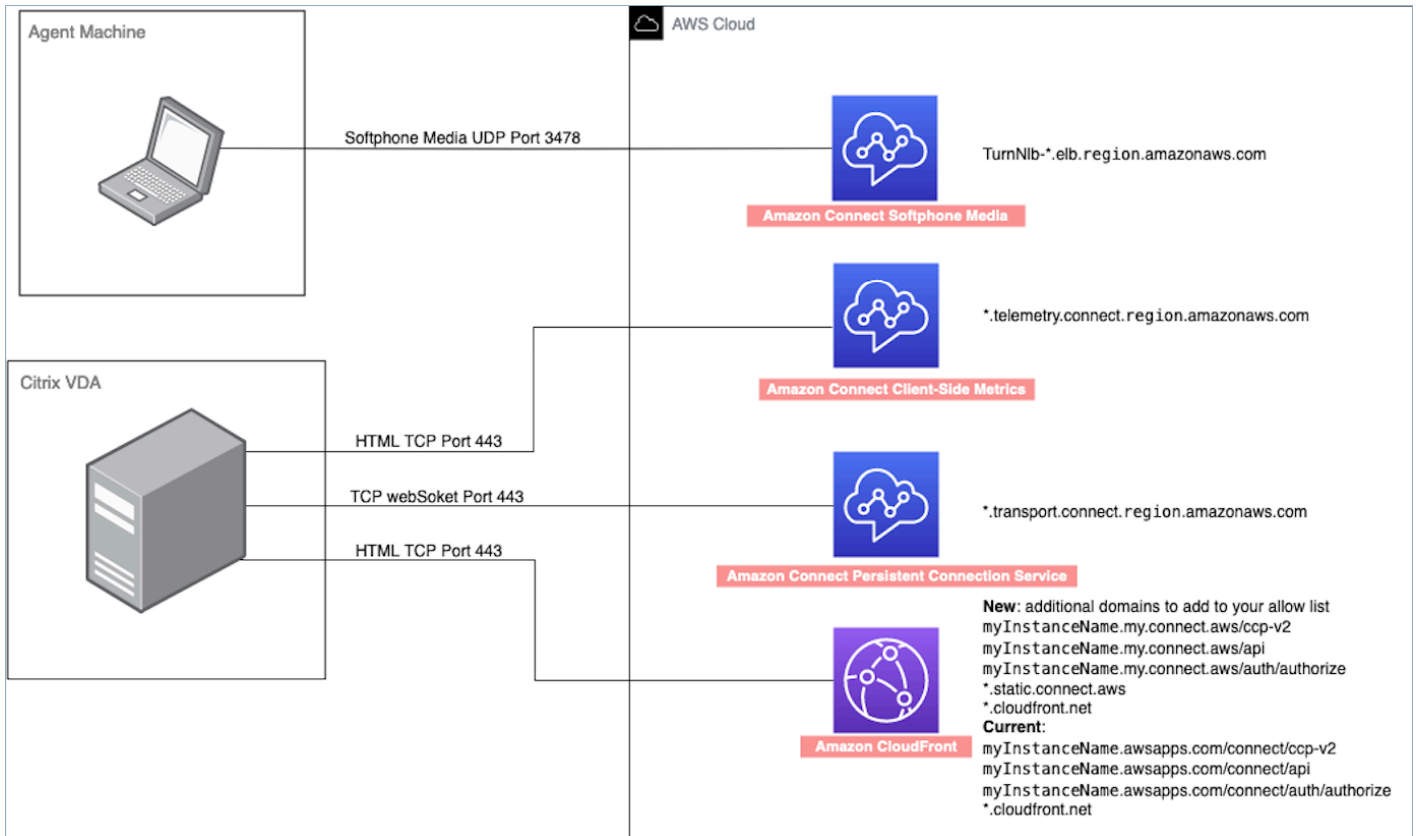 Agent Machine
AWS Cloud
Softphone Media UDP Port 3478
TurnNlb-*.elb.region.amazonaws.com
Amazon Connect Softphone Media
*.telemetry.connect.region.amazonaws.com
Amazon Connect Client-Side Metrics
Citrix VDA
HTML TCP Port 443
TCP webSoket Port 443
HTML TCP Port 443
*.transport.connect.region.amazonaws.com
Amazon Connect Persistent Connection Service
New: additional domains to add to your allow list
myInstanceName.my.connect.aws/ccp-v2
myInstanceName.my.connect.aws/api
myInstanceName.my.connect.aws/auth/authorize
*.static.connect.aws
*.cloudfront.net
Current:
myInstanceName.awsapps.com/connect/ccp-v2
myInstanceName.awsapps.com/connect/api
myInstanceName.awsapps.com/connect/auth/authorize
*.cloudfront.net
Amazon CloudFront